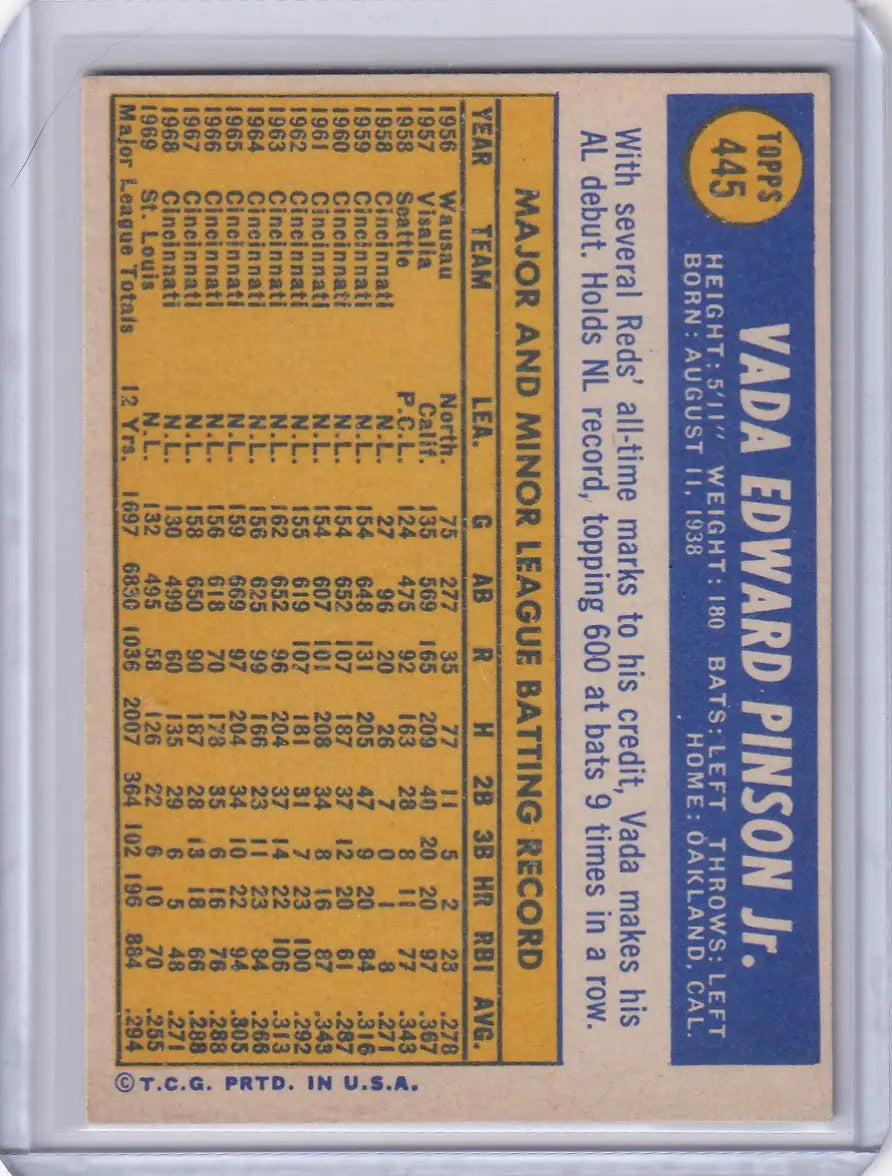 TOPPS
445
VADA EDWARD PINSON Jr.
HEIGHT: 5'11" WEIGHT: 180 BATS: LEFT THROWS: LEFT
BORN: AUGUST 11, 1938 HOME: OAKLAND, CAL.
With several Reds' all-time marks to his credit, Vada makes his
AL debut. Holds NL record, topping 600 at bats 9 times in a row.
MAJOR AND MINOR LEAGUE BATTING RECORD
YEAR TEAM LEA. G AB R H 2B 3B HR RBI AVG.
1956 Wausau North. 75 277 35 77 11 5 2 23 .278
1957 Visalia Calif. 135 569 165 209 40 20 20 97 .367
1958 Seattle P.C.L. 124 475 92 163 28 8 11 77 .343
1958 Cincinnati N.L. 27 96 20 26 7 0 1 8 .271
1959 Cincinnati N.L. 154 648 131 205 47 9 20 84 .316
1960 Cincinnati N.L. 154 652 107 187 37 12 20 61 .287
1961 Cincinnati N.L. 154 607 101 208 34 8 16 87 .343
1962 Cincinnati N.L. 155 619 107 181 31 7 23 100 .292
1963 Cincinnati N.L. 162 652 96 204 37 14 22 106 .313
1964 Cincinnati N.L. 156 625 99 166 23 11 23 84 .266
1965 Cincinnati N.L. 159 669 97 204 34 10 22 94 .305
1966 Cincinnati N.L. 156 618 70 178 35 6 16 76 .288
1967 Cincinnati N.L. 158 650 90 187 28 13 18 66 .288
1968 Cincinnati N.L. 130 499 60 135 29 6 5 48 .271
1969 St. Louis N.L. 132 495 58 126 22 6 10 70 .255
Major League Totals 12 Yrs. 1697 6830 1036 2007 364 102 196 884 .294
© T.C.G. PRTD. IN U.S.A.